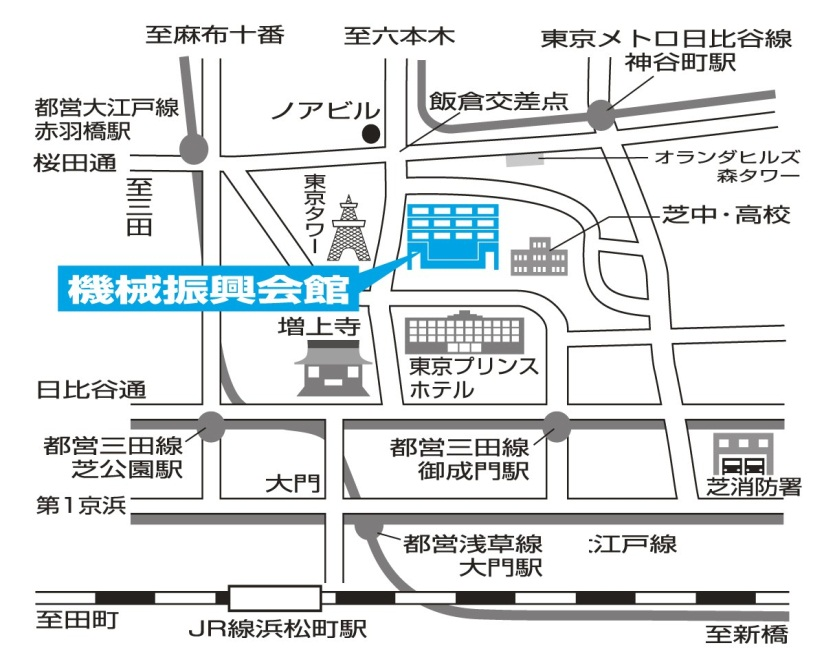 至麻布十番
至六本木
東京メトロ日比谷線
神谷町駅
都営大江戸線
赤羽橋駅
ノアビル
飯倉交差点
桜田通
オランダヒルズ
森タワー
至三田
東京タワー
芝中・高校
機械振興会館
増上寺
東京プリンス
ホテル
日比谷通
都営三田線
芝公園駅
都営三田線
御成門駅
大門
芝消防署
第1京浜
都営浅草線
大門駅
江戸線
至田町
JR線浜松町駅
至新橋